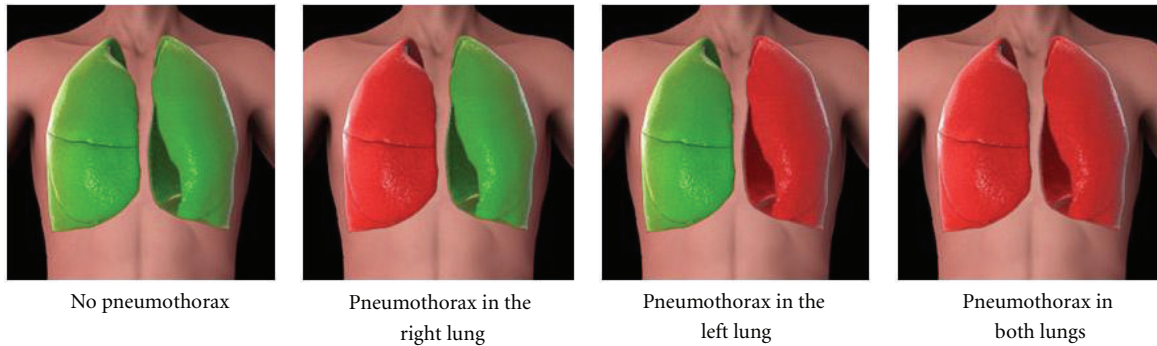 No pneumothorax
Pneumothorax in the
right lung
Pneumothorax in the
left lung
Pneumothorax in
both lungs